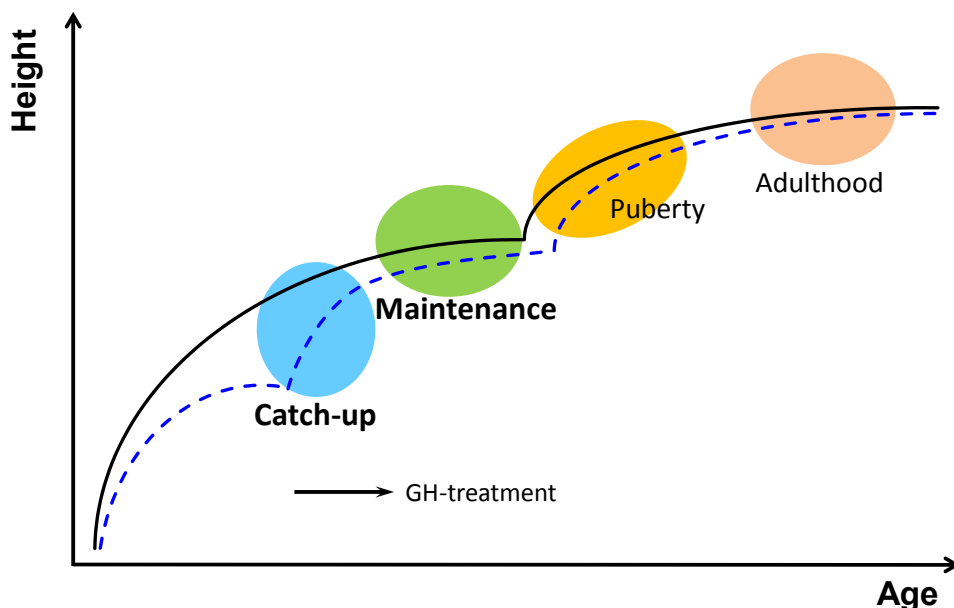 Height
Adulthood
Puberty
Maintenance
Catch-up
GH-treatment
Age